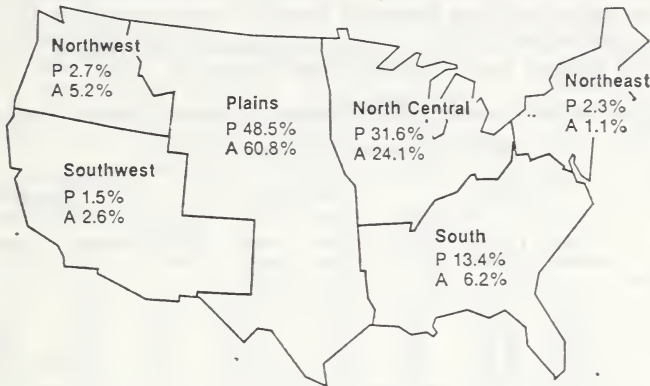 Northwest
P 2.7%
A 5.2%
Plains
P 48.5%
A 60.8%
North Central
P 31.6%
A 24.1%
Northeast
P 2.3%
A 1.1%
Southwest
P 1.5%
A 2.6%
South
P 13.4%
A 6.2%